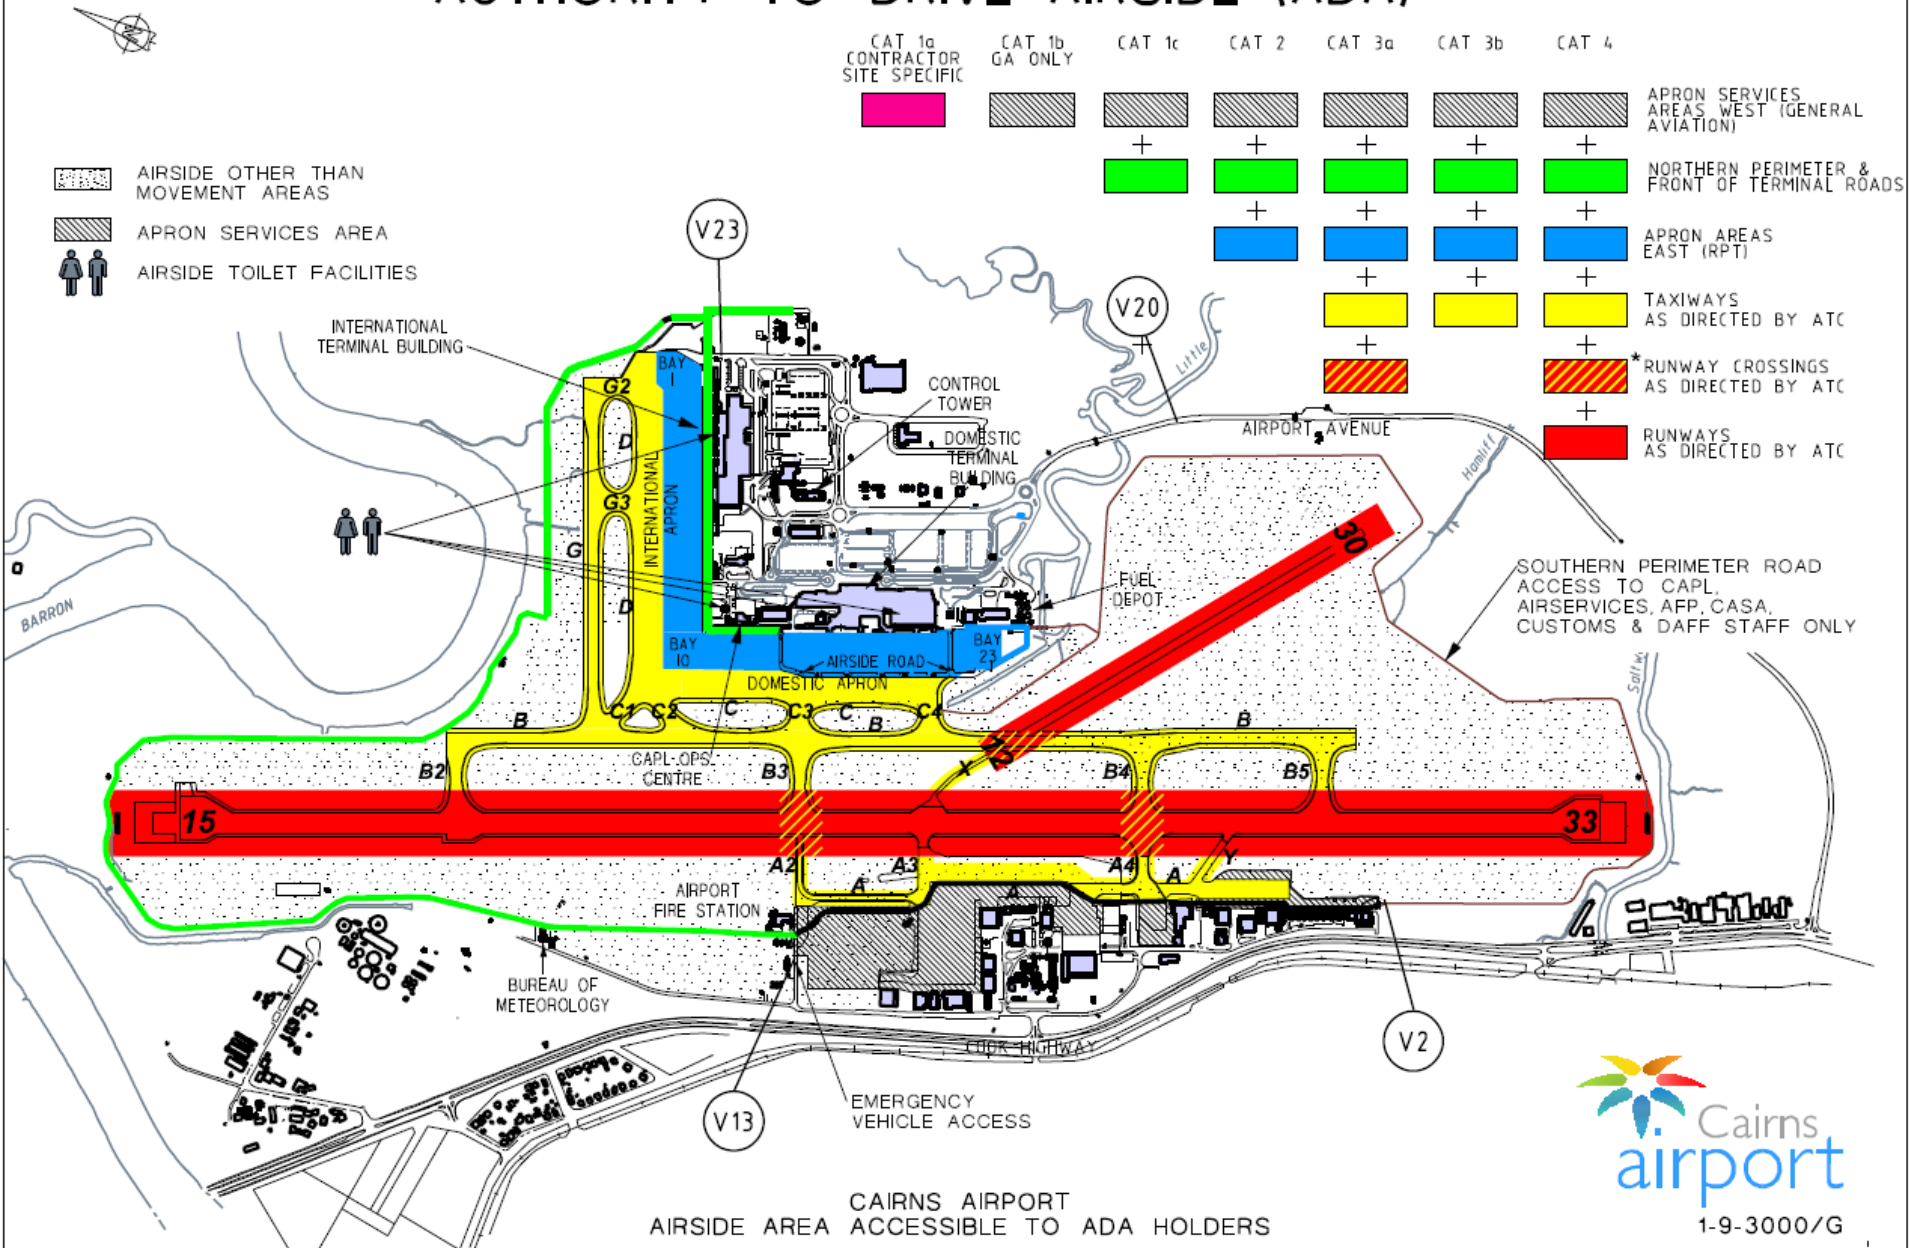 AUTHORITY TO DRIVE AIRSIDE (ADA)
CAT 1a
CONTRACTOR
SITE SPECIFIC
CAT 1b
GA ONLY
CAT 1c
CAT 2
CAT 3a
CAT 3b
CAT 4
APRON SERVICES
AREAS WEST (GENERAL
AVIATION)
+ + + + +
NORTHERN PERIMETER &
FRONT OF TERMINAL ROADS
+ + + +
APRON AREAS
EAST (RPT)
+ + +
TAXIWAYS
AS DIRECTED BY ATC
+ +
*RUNWAY CROSSINGS
AS DIRECTED BY ATC
+
RUNWAYS
AS DIRECTED BY ATC
AIRSIDE OTHER THAN
MOVEMENT AREAS
APRON SERVICES AREA
AIRSIDE TOILET FACILITIES
V23
V20
+
INTERNATIONAL
TERMINAL BUILDING
BAY
1
Little
CONTROL
TOWER
DOMESTIC
TERMINAL
BUILDING
AIRPORT AVENUE
Hamliff
G2
D
G
G3
INTERNATIONAL
APRON
G
D
30
BARRON
FUEL
DEPOT
SOUTHERN PERIMETER ROAD
ACCESS TO CAPL,
AIRSERVICES, AFP, CASA,
CUSTOMS & DAFF STAFF ONLY
BAY
10
AIRSIDE ROAD
BAY
23
DOMESTIC APRON
Saltw
B
C1
C2
C
C3
C
B
C4
B
12
X
B2
CAPL OPS
CENTRE
B3
B4
B5
15
33
A2
A
A3
A
A4
A
Y
AIRPORT
FIRE STATION
BUREAU OF
METEOROLOGY
COOK HIGHWAY
V2
V13
EMERGENCY
VEHICLE ACCESS
Cairns
airport
CAIRNS AIRPORT
AIRSIDE AREA ACCESSIBLE TO ADA HOLDERS
1-9-3000/G